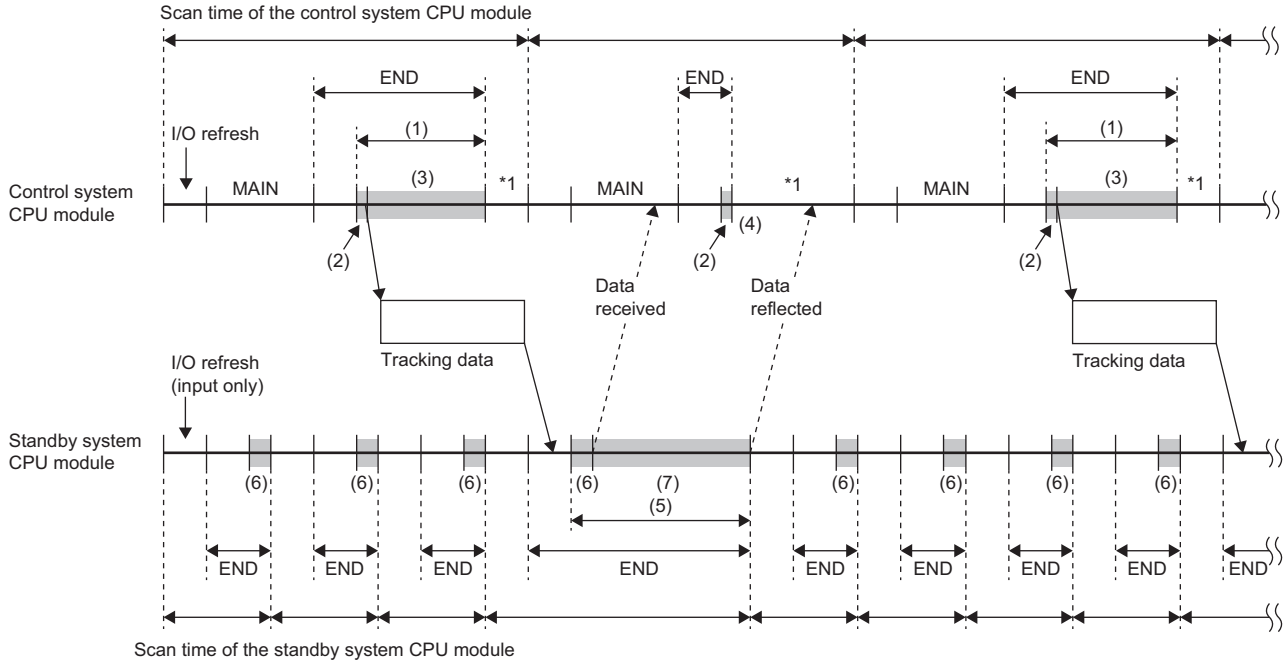 Scan time of the control system CPU module
END
END
END
(1)
(1)
I/O refresh
MAIN
(3)
*1
MAIN
*1
MAIN
(3)
*1
Control system
CPU module
(2)
(2)
(4)
(2)
Data
received
Data
reflected
Tracking data
Tracking data
I/O refresh
(input only)
Standby system
CPU module
(6)
(6)
(6)
(6)
(7)
(6)
(6)
(6)
(6)
(5)
END
END
END
END
END
END
END
END
END
Scan time of the standby system CPU module